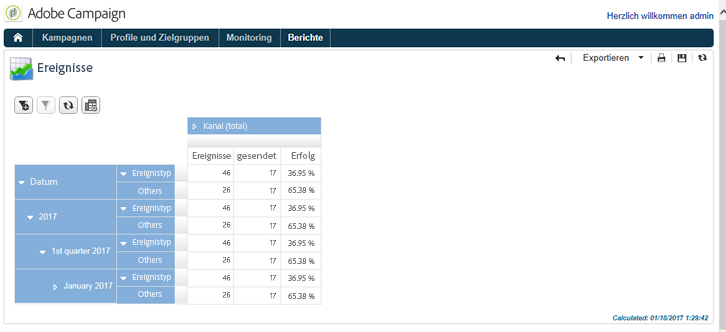 Adobe Campaign
Herzlich willkommen admin
Kampagnen Profile und Zielgruppen Monitoring Berichte
Exportieren
Ereignisse
Kanal (total)
Ereignisse gesendet Erfolg
Datum Ereignistyp 46 17 36.95 %
Others 26 17 65.38 %
2017 Ereignistyp 46 17 36.95 %
Others 26 17 65.38 %
1st quarter 2017 Ereignistyp 46 17 36.95 %
Others 26 17 65.38 %
January 2017 Ereignistyp 46 17 36.95 %
Others 26 17 65.38 %
Calculated: 01/18/2017 1:29:42